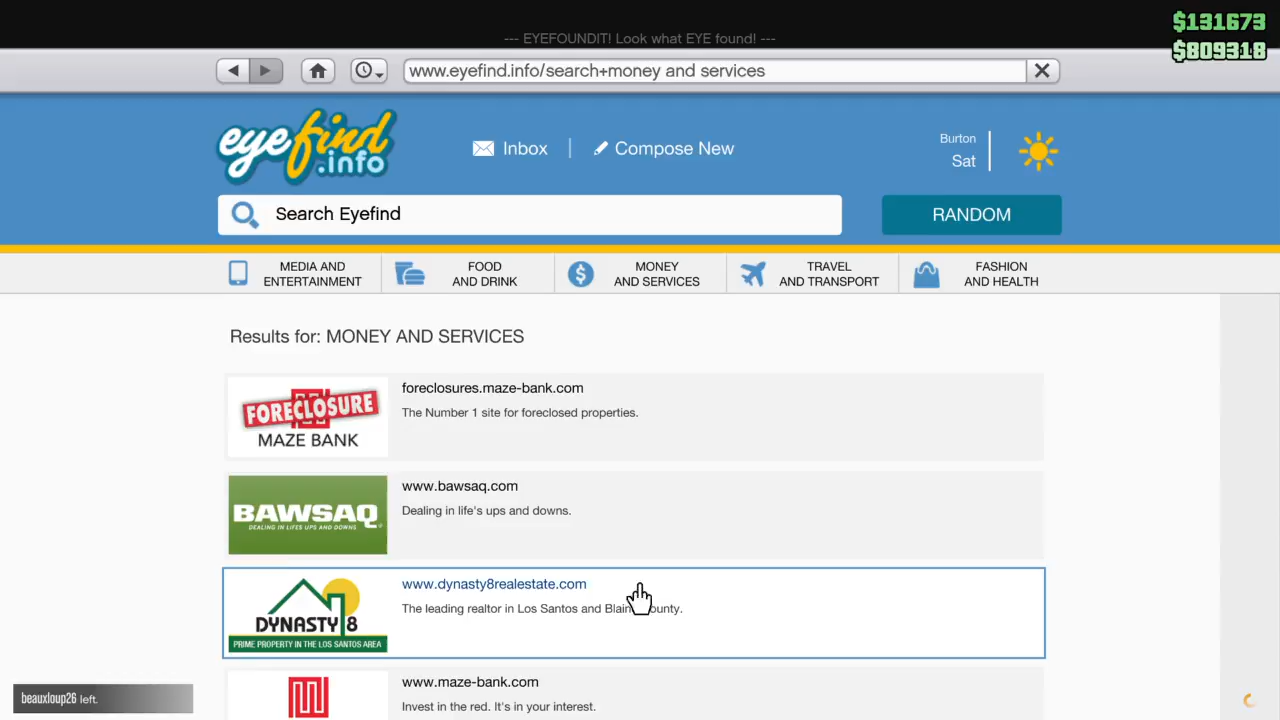 --- EYEFOUNDIT! Look what EYE found! ---
$131673
$809318
www.eyefind.info/search+money and services
eyefind
.info
Inbox
Compose New
Burton
Sat
Search Eyefind
RANDOM
MEDIA AND
ENTERTAINMENT
FOOD
AND DRINK
MONEY
AND SERVICES
TRAVEL
AND TRANSPORT
FASHION
AND HEALTH
Results for: MONEY AND SERVICES
FORECLOSURE
MAZE BANK
foreclosures.maze-bank.com
The Number 1 site for foreclosed properties.
BAWSAQ
DEALING IN LIFES UPS AND DOWNS
www.bawsaq.com
Dealing in life's ups and downs.
DYNASTY 8
PRIME PROPERTY IN THE LOS SANTOS AREA
www.dynasty8realestate.com
The leading realtor in Los Santos and Blaine County.
www.maze-bank.com
Invest in the red. It's in your interest.
beauxloup26 left.